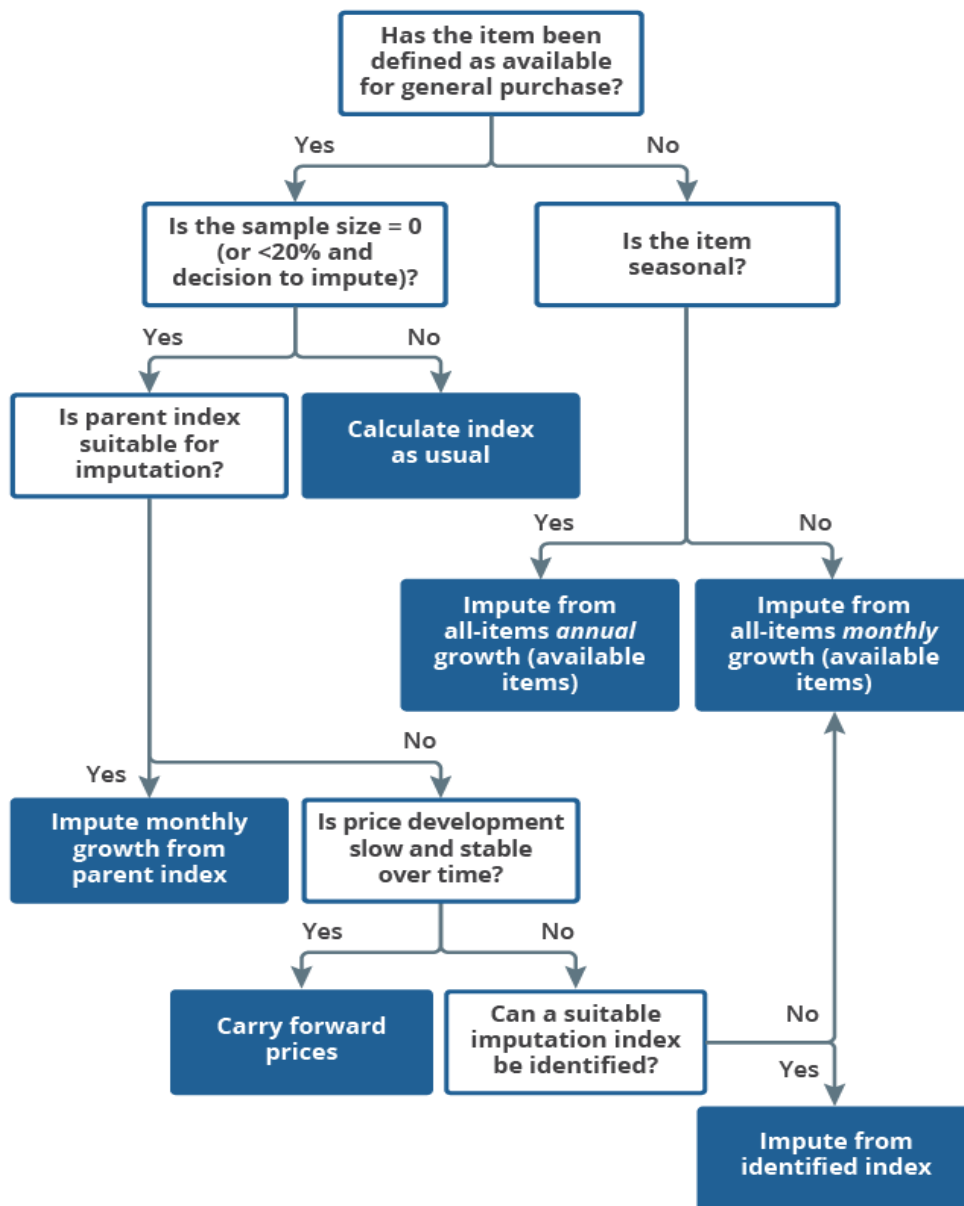 Has the item been
defined as available
for general purchase?
Yes
No
Is the sample size = 0
(or <20% and
decision to impute)?
Is the item
seasonal?
Yes
No
Is parent index
suitable for
imputation?
Calculate index
as usual
Yes
No
Impute from
all-items annual
growth (available
items)
Impute from
all-items monthly
growth (available
items)
No
Yes
Impute monthly
growth from
parent index
Is price development
slow and stable
over time?
Yes
No
Carry forward
prices
Can a suitable
imputation index
be identified?
No
Yes
Impute from
identified index